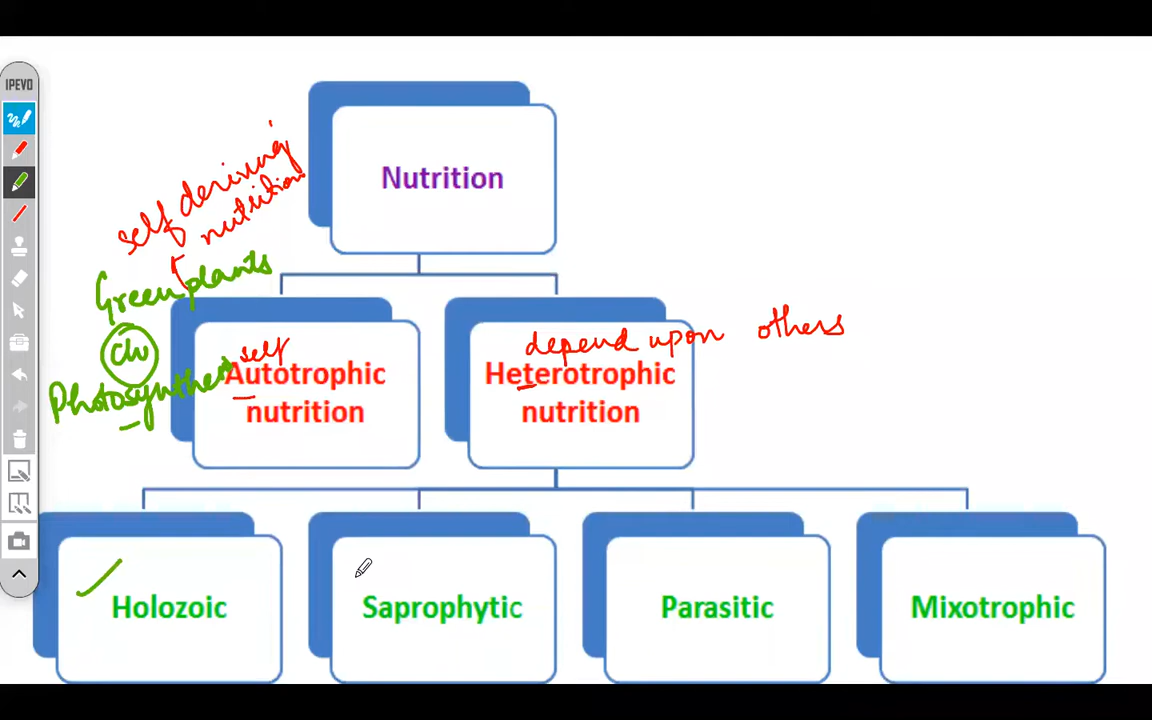 IPEVO
Nutrition
self deriving
nutrition
Green plants
Photosynthesis
self
Autotrophic
nutrition
depend upon others
Heterotrophic
nutrition
Holozoic
Saprophytic
Parasitic
Mixotrophic